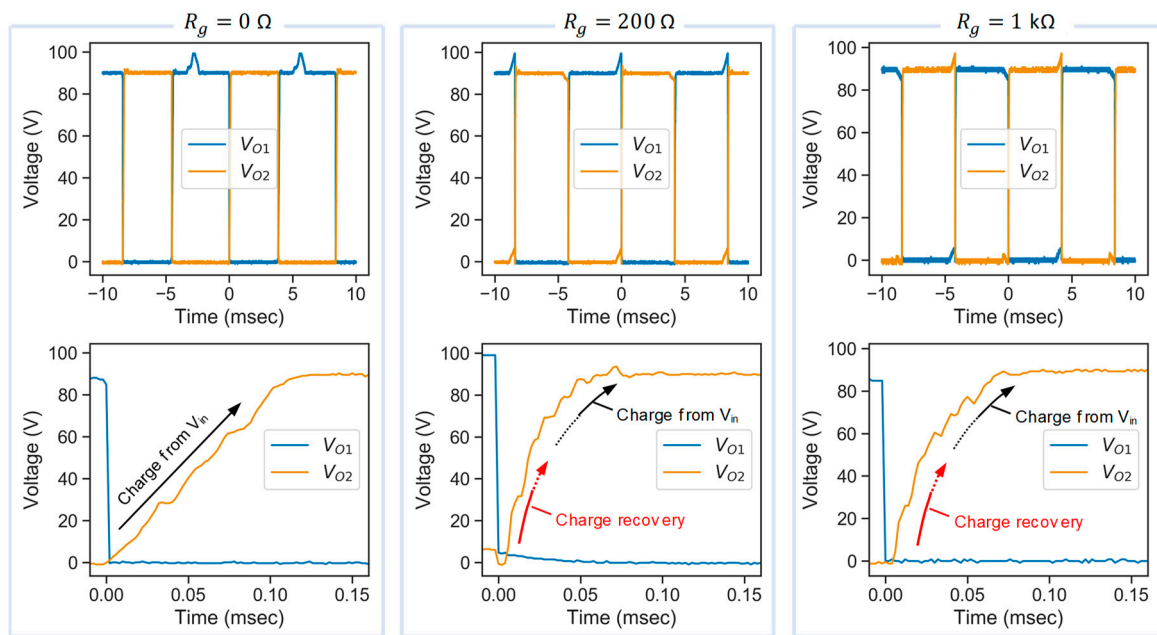 R_g = 0 Ω
R_g = 200 Ω
R_g = 1 kΩ
100
80
60
40
20
0
Voltage (V)
V_O1
V_O2
−10
−5
0
5
10
Time (msec)
100
80
60
40
20
0
Voltage (V)
V_O1
V_O2
−10
−5
0
5
10
Time (msec)
100
80
60
40
20
0
Voltage (V)
V_O1
V_O2
−10
−5
0
5
10
Time (msec)
100
80
60
40
20
0
Voltage (V)
Charge from V_in
V_O1
V_O2
0.00
0.05
0.10
0.15
Time (msec)
100
80
60
40
20
0
Voltage (V)
Charge from V_in
V_O1
V_O2
Charge recovery
0.00
0.05
0.10
0.15
Time (msec)
100
80
60
40
20
0
Voltage (V)
Charge from V_in
V_O1
V_O2
Charge recovery
0.00
0.05
0.10
0.15
Time (msec)